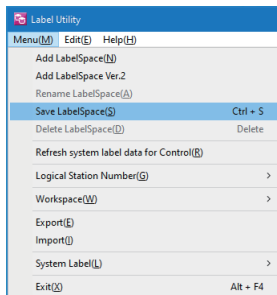 Label Utility
Menu(M) Edit(E) Help(H)
Add LabelSpace(N)
Add LabelSpace Ver.2
Rename LabelSpace(A)
Save LabelSpace(S) Ctrl + S
Delete LabelSpace(D) Delete
Refresh system label data for Control(R)
Logical Station Number(G) >
Workspace(W) >
Export(E)
Import(I)
System Label(L) >
Exit(X) Alt + F4